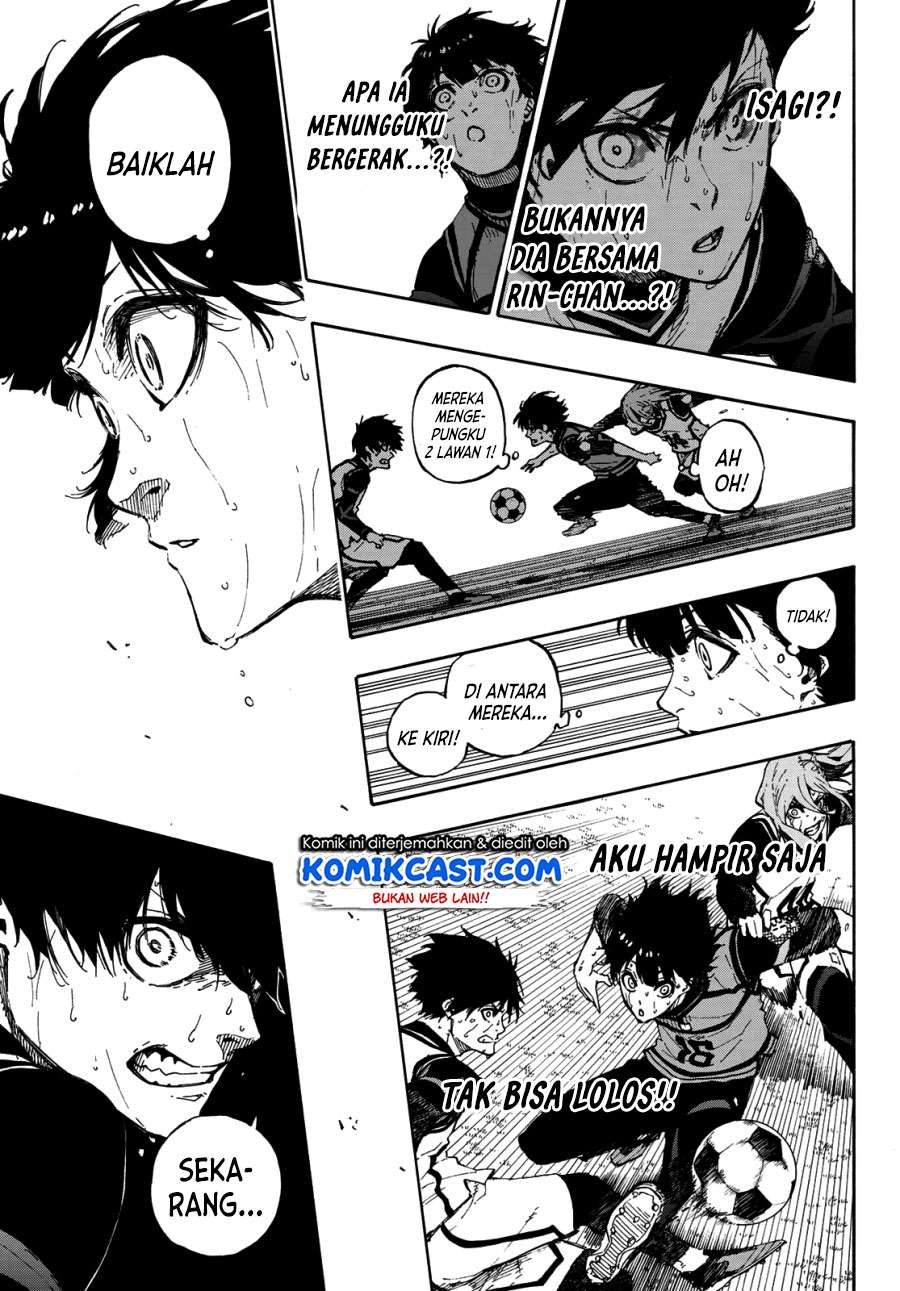 ISAGI?!
BUKANNYA
DIA BERSAMA
RIN-CHAN...?!
APA IA
MENUNGGUKU
BERGERAK...?!
BAIKLAH
AH
OH!
MEREKA
MENGE-
PUNGKU
2 LAWAN 1!
TIDAK!
DI ANTARA
MEREKA...
KE KIRI!
AKU HAMPIR SAJA
TAK BISA LOLOS!!
16
Komik ini diterjemahkan & diedit oleh
KOMIKCAST.COM
BUKAN WEB LAIN!!
SEKA-
RANG...